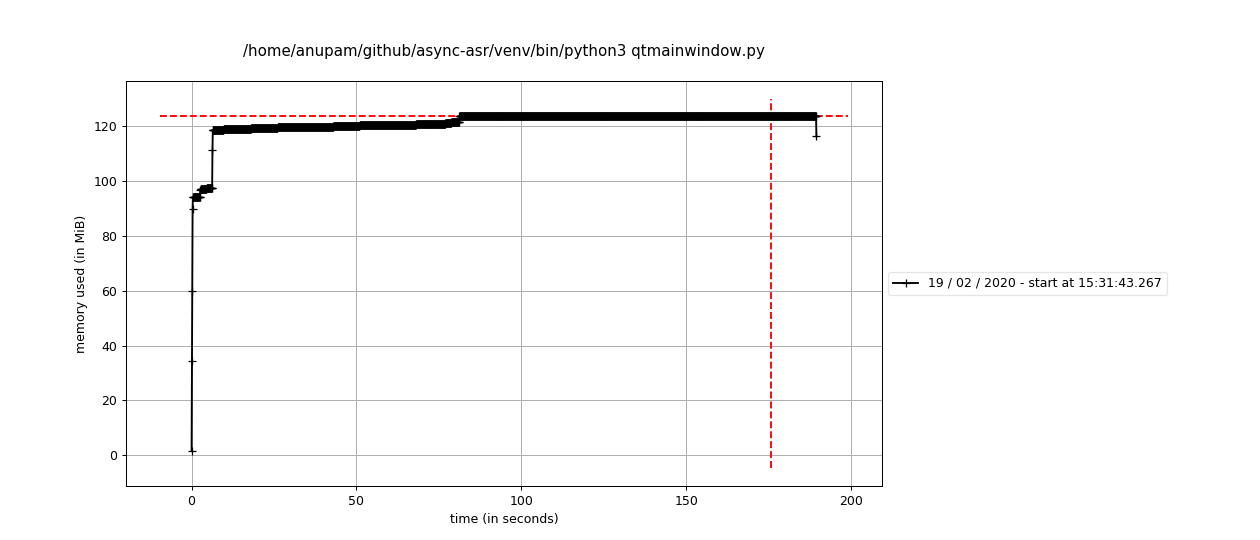 /home/anupam/github/async-asr/venv/bin/python3 qtmainwindow.py
120
100
80
60
40
20
0
memory used (in MiB)
0 50 100 150 200
time (in seconds)
19 / 02 / 2020 - start at 15:31:43.267